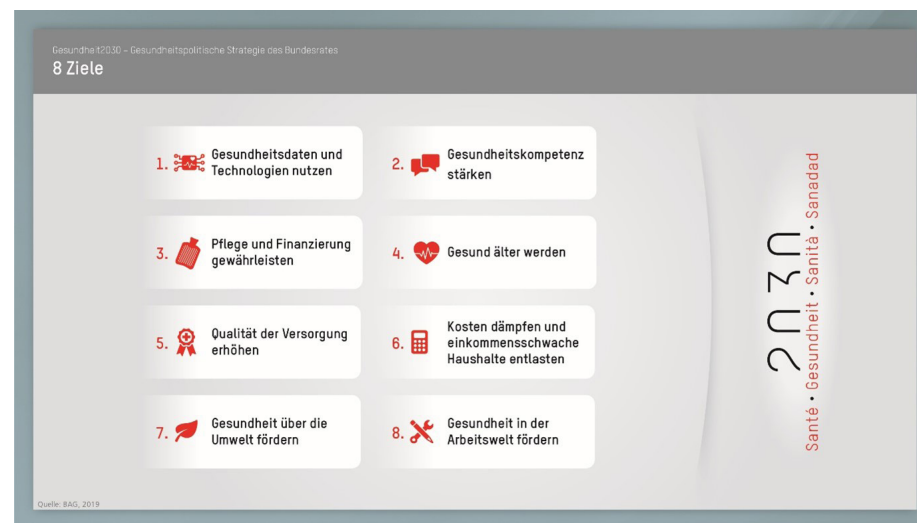 Gesundheit2030 – Gesundheitspolitische Strategie des Bundesrates
8 Ziele
1. Gesundheitsdaten und
Technologien nutzen
2. Gesundheitskompetenz
stärken
3. Pflege und Finanzierung
gewährleisten
4. Gesund älter werden
5. Qualität der Versorgung
erhöhen
6. Kosten dämpfen und
einkommensschwache
Haushalte entlasten
7. Gesundheit über die
Umwelt fördern
8. Gesundheit in der
Arbeitswelt fördern
2030
Santé • Gesundheit • Sanità • Sanadad
Quelle: BAG, 2019